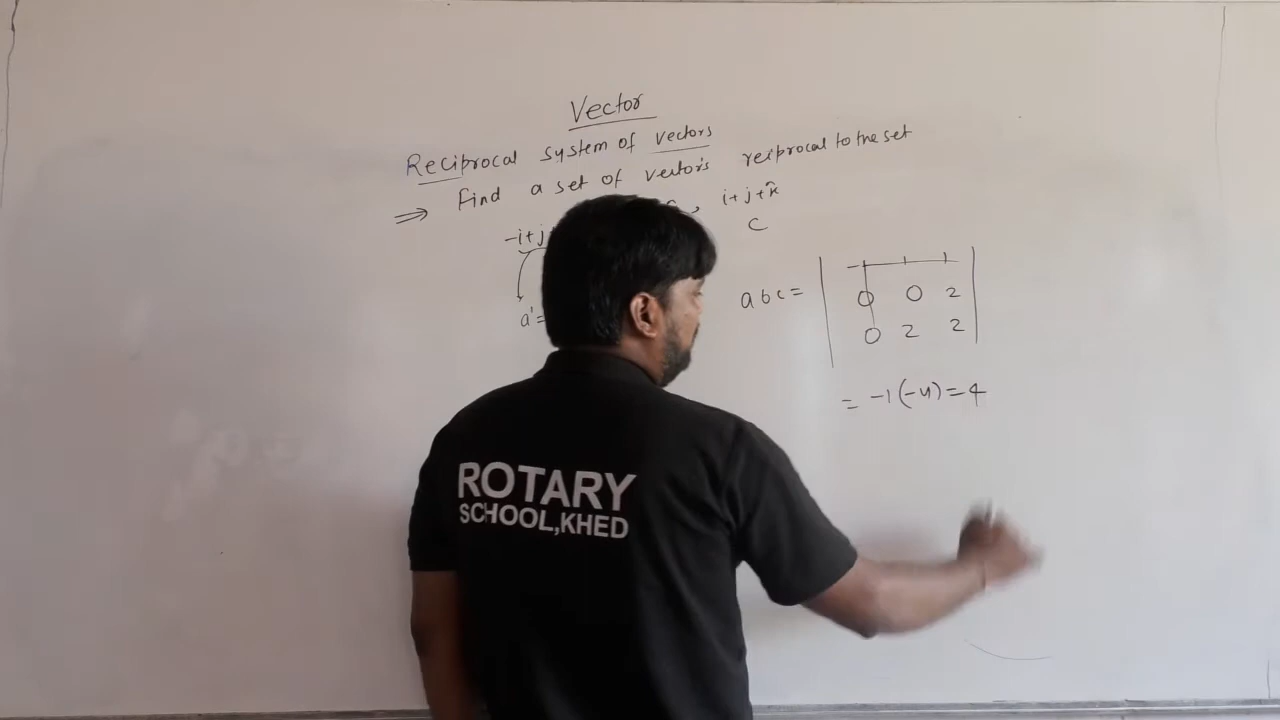 Vector
Reciprocal system of vectors
⇒ Find a set of vectors reciprocal to the set
-i+j , i+j+k̂
C
a' =
abc = | -1 1 1
0 0 2
0 2 2 |
= -1(-4) = 4
ROTARY
SCHOOL,KHED